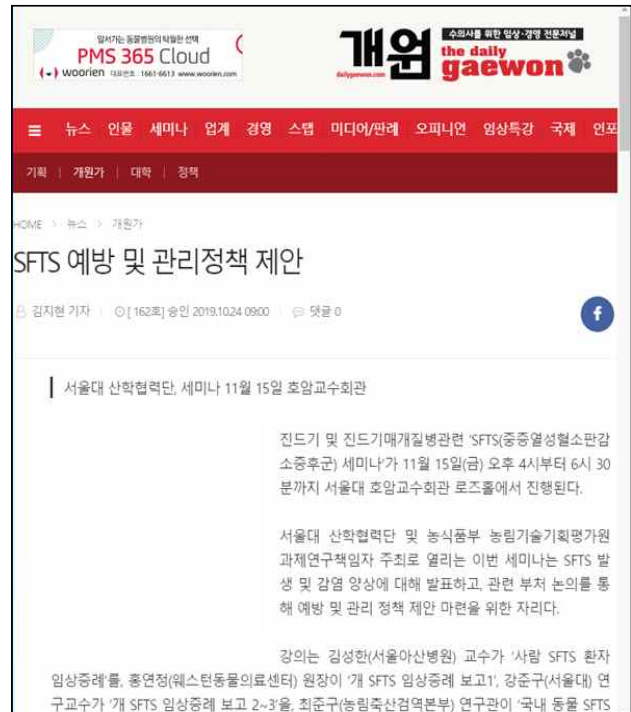 앞서가는 동물병원의 탁월한 선택
PMS 365 Cloud
woorien 대표번호 : 1661-6613 www.woorien.com
개원
dailygaewon.com
수의사를 위한 임상·경영 전문저널
the daily
gaewon
뉴스 인물 세미나 업계 경영 스탭 미디어/판례 오피니언 임상특강 국제 인포
기획 | 개원가 | 대학 | 정책
HOME > 뉴스 > 개원가
SFTS 예방 및 관리정책 제안
김지현 기자 | [ 162호] 승인 2019.10.24 09:00 | 댓글 0
f
서울대 산학협력단, 세미나 11월 15일 호암교수회관
진드기 및 진드기매개질병관련 'SFTS(중증열성혈소판감
소증후군) 세미나'가 11월 15일(금) 오후 4시부터 6시 30
분까지 서울대 호암교수회관 로즈홀에서 진행된다.
서울대 산학협력단 및 농식품부 농림기술기획평가원
과제연구책임자 주최로 열리는 이번 세미나는 SFTS 발
생 및 감염 양상에 대해 발표하고, 관련 부처 논의를 통
해 예방 및 관리 정책 제안 마련을 위한 자리다.
강의는 김성한(서울아산병원) 교수가 '사람 SFTS 환자
임상증례'를, 홍연정(웨스턴동물의료센터) 원장이 '개 SFTS 임상증례 보고1', 강준구(서울대) 연
구교수가 '개 SFTS 임상증례 보고 2~3'을, 최준구(농림축산검역본부) 연구관이 '국내 동물 SFTS